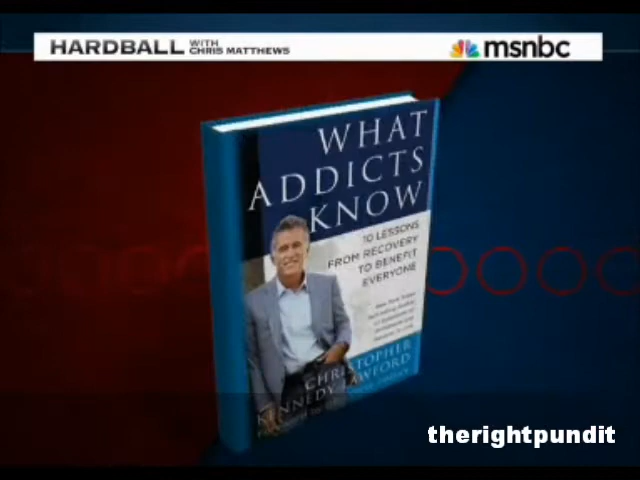 HARDBALL WITH CHRIS MATTHEWS
msnbc
WHAT
ADDICTS
KNOW
10 LESSONS
FROM RECOVERY
TO BENEFIT
EVERYONE
CHRISTOPHER
KENNEDY LAWFORD
therightpundit